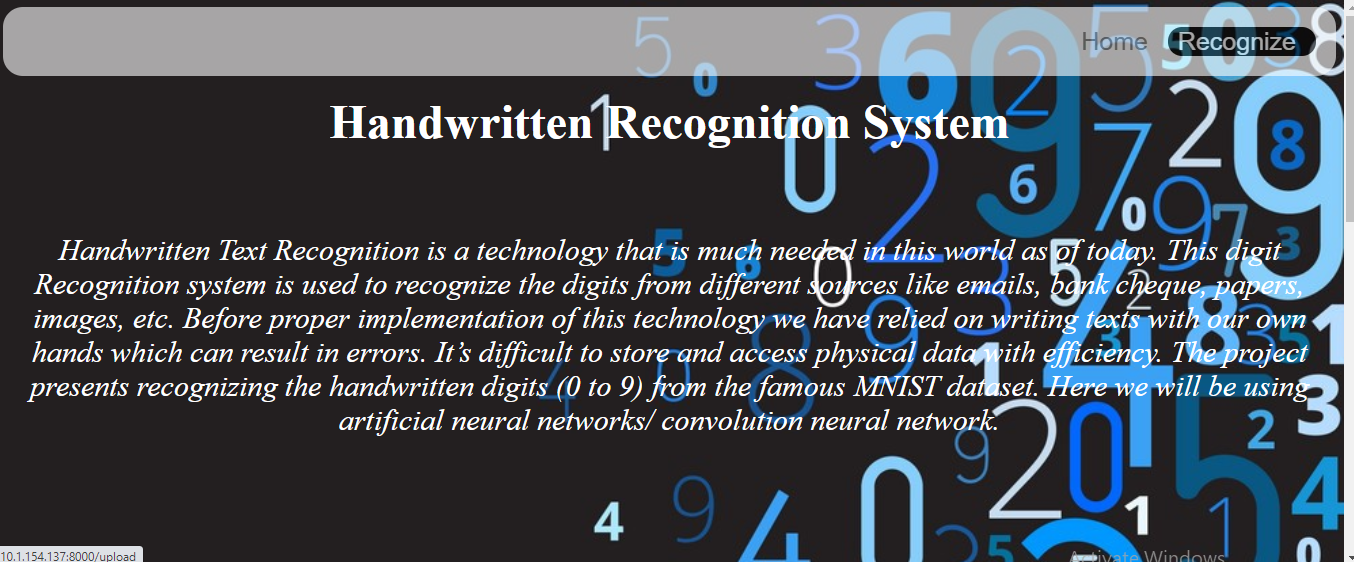 Home Recognize
Handwritten Recognition System
Handwritten Text Recognition is a technology that is much needed in this world as of today. This digit
Recognition system is used to recognize the digits from different sources like emails, bank cheque, papers,
images, etc. Before proper implementation of this technology we have relied on writing texts with our own
hands which can result in errors. It’s difficult to store and access physical data with efficiency. The project
presents recognizing the handwritten digits (0 to 9) from the famous MNIST dataset. Here we will be using
artificial neural networks/ convolution neural network.
10.1.154.137:8000/upload
Activate Windows